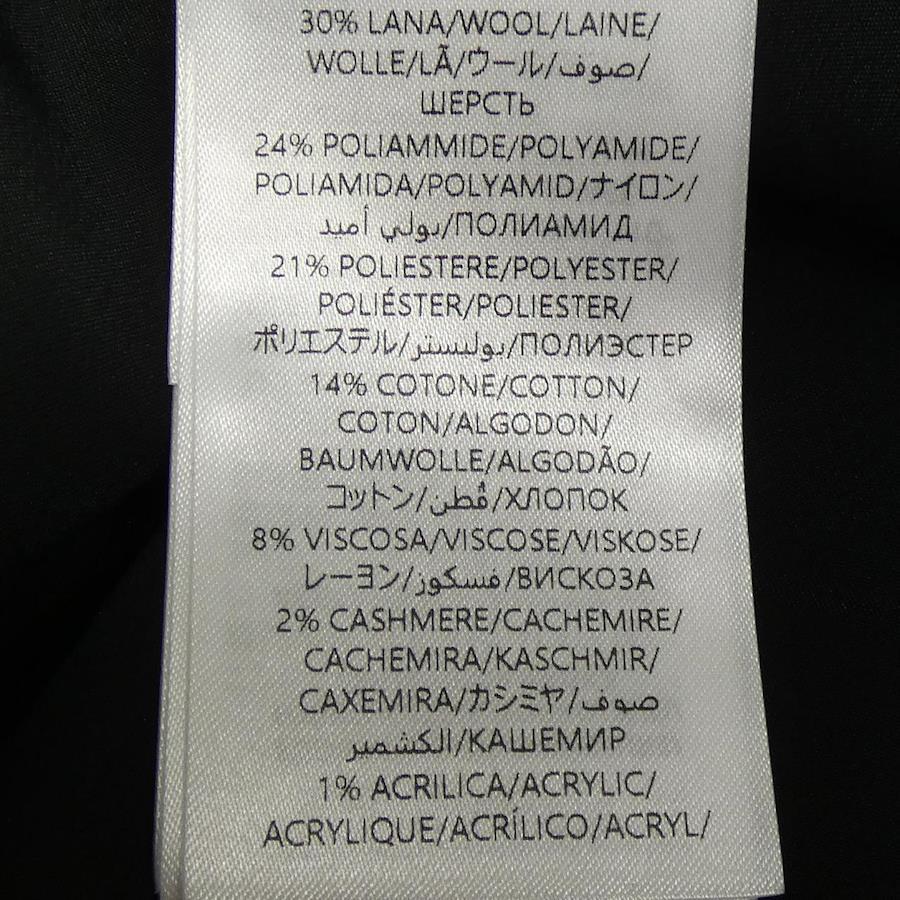 30% LANA/WOOL/LAINE/
WOLLE/LÃ/ウール/صوف/
ШЕРСТЬ
24% POLIAMMIDE/POLYAMIDE/
POLIAMIDA/POLYAMID/ナイロン/
بولي أميد/ПОЛИАМИД
21% POLIESTERE/POLYESTER/
POLIÉSTER/POLIESTER/
ポリエステル/بوليستر/ПОЛИЭСТЕР
14% COTONE/COTTON/
COTON/ALGODON/
BAUMWOLLE/ALGODÃO/
コットン/قُطن/ХЛОПОК
8% VISCOSA/VISCOSE/VISKOSE/
レーヨン/فسكوز/ВИСКОЗА
2% CASHMERE/CACHEMIRE/
CACHEMIRA/KASCHMIR/
CAXEMIRA/カシミヤ/صوف
الكشمير/КАШЕМИР
1% ACRILICA/ACRYLIC/
ACRYLIQUE/ACRÍLICO/ACRYL/